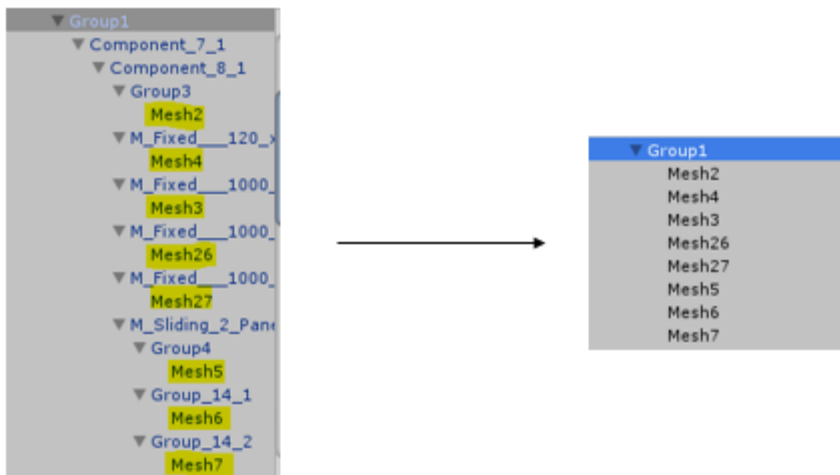 Group1
Component_7_1
Component_8_1
Group3
Mesh2
M_Fixed___120_x
Mesh4
M_Fixed___1000_
Mesh3
M_Fixed___1000_
Mesh26
M_Fixed___1000_
Mesh27
M_Sliding_2_Pane
Group4
Mesh5
Group_14_1
Mesh6
Group_14_2
Mesh7
Group1
Mesh2
Mesh4
Mesh3
Mesh26
Mesh27
Mesh5
Mesh6
Mesh7